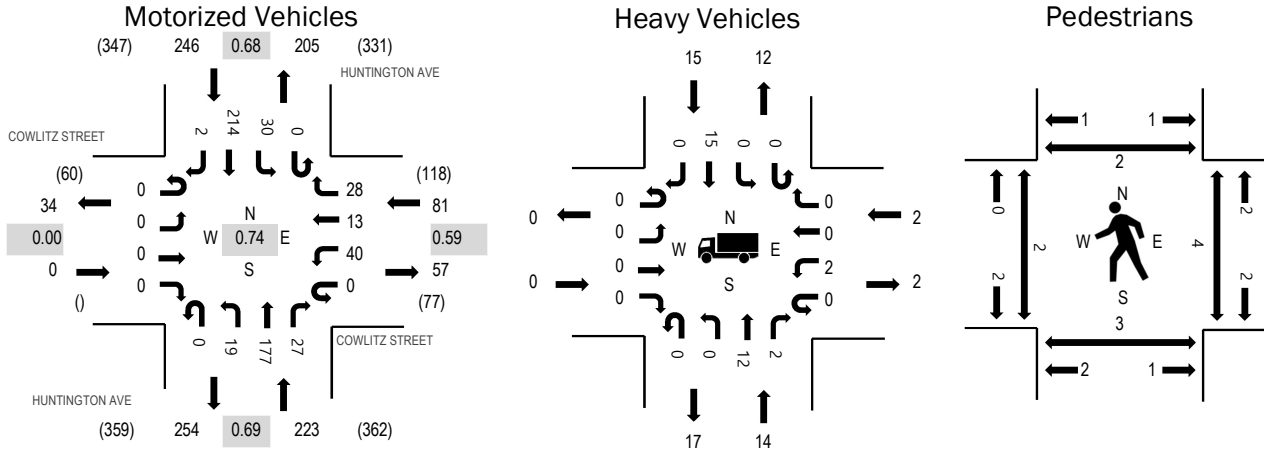 Motorized Vehicles
(347) 246 0.68 205 (331)
HUNTINGTON AVE
COWLITZ STREET
2 214 30 0
(60)
34
0.00
0
()
0
0
0
0
N
W 0.74 E
S
28
13
40
0
(118)
81
0.59
57
(77)
0 19 177 27
COWLITZ STREET
HUNTINGTON AVE
(359) 254 0.69 223 (362)
Heavy Vehicles
15 12
0 15 0 0
0
0
0
0
0
0
N
W E
S
0
0
2
0
2
2
0 0 12 2
17 14
Pedestrians
1 1
2
0
2
2
N
W E
S
4
2
2
3
2 1